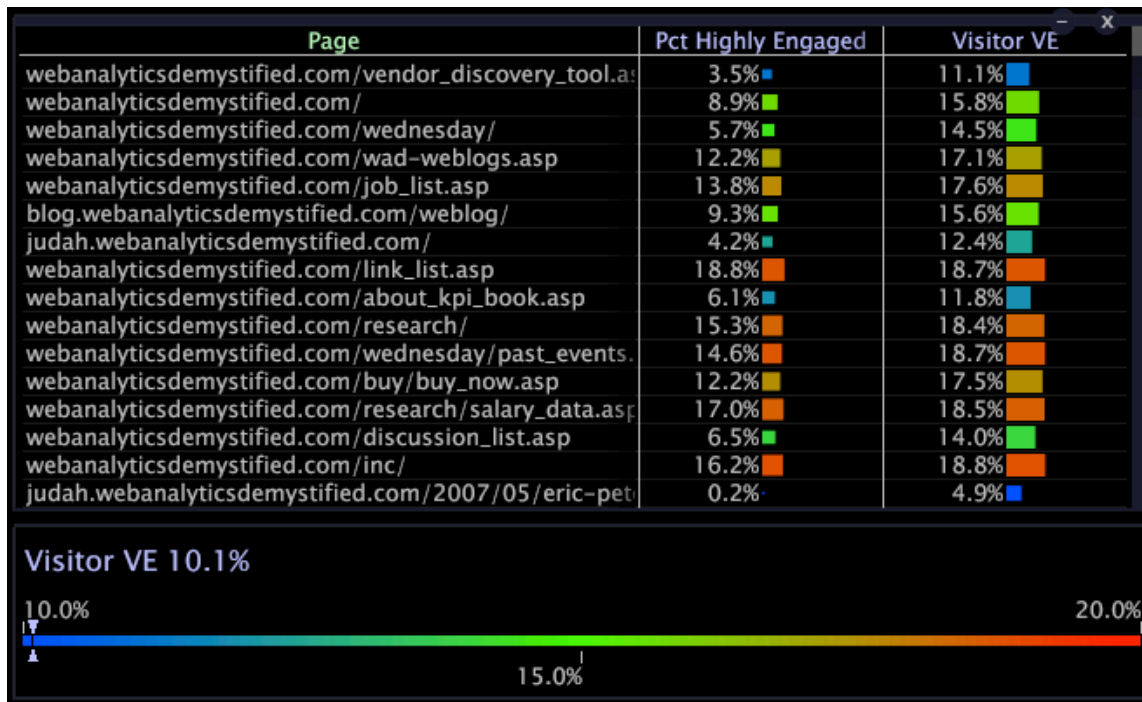 Page Pct Highly Engaged Visitor VE
webanalyticsdemystified.com/vendor_discovery_tool.as 3.5% 11.1%
webanalyticsdemystified.com/ 8.9% 15.8%
webanalyticsdemystified.com/wednesday/ 5.7% 14.5%
webanalyticsdemystified.com/wad-weblogs.asp 12.2% 17.1%
webanalyticsdemystified.com/job_list.asp 13.8% 17.6%
blog.webanalyticsdemystified.com/weblog/ 9.3% 15.6%
judah.webanalyticsdemystified.com/ 4.2% 12.4%
webanalyticsdemystified.com/link_list.asp 18.8% 18.7%
webanalyticsdemystified.com/about_kpi_book.asp 6.1% 11.8%
webanalyticsdemystified.com/research/ 15.3% 18.4%
webanalyticsdemystified.com/wednesday/past_events. 14.6% 18.7%
webanalyticsdemystified.com/buy/buy_now.asp 12.2% 17.5%
webanalyticsdemystified.com/research/salary_data.asp 17.0% 18.5%
webanalyticsdemystified.com/discussion_list.asp 6.5% 14.0%
webanalyticsdemystified.com/inc/ 16.2% 18.8%
judah.webanalyticsdemystified.com/2007/05/eric-pet 0.2% 4.9%
Visitor VE 10.1%
10.0% 20.0%
15.0%